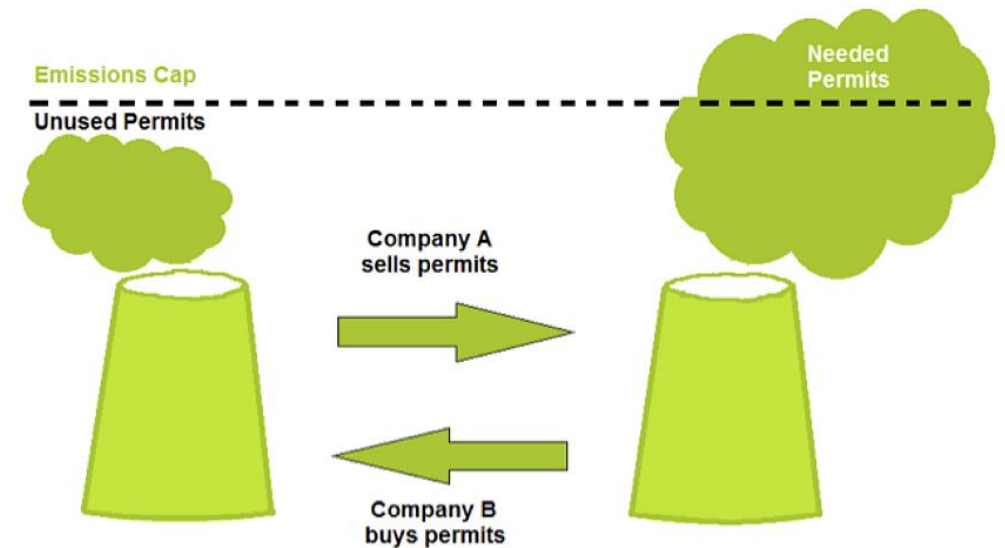 Emissions Cap
Unused Permits
Needed
Permits
Company A
sells permits
Company B
buys permits